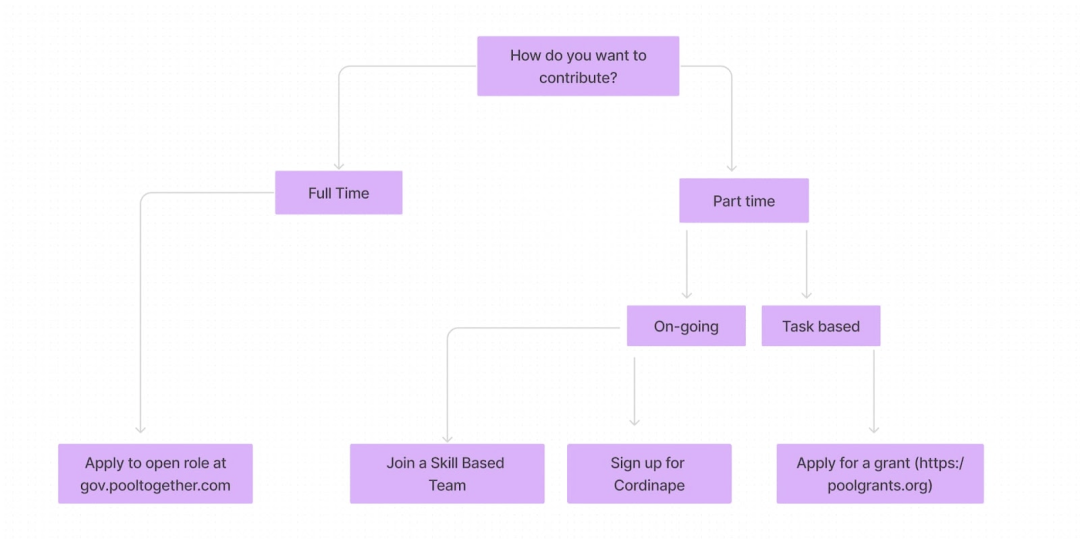 How do you want to
contribute?
Full Time
Part time
On-going
Task based
Apply to open role at
gov.pooltogether.com
Join a Skill Based
Team
Sign up for
Cordinape
Apply for a grant (https:/
poolgrants.org)